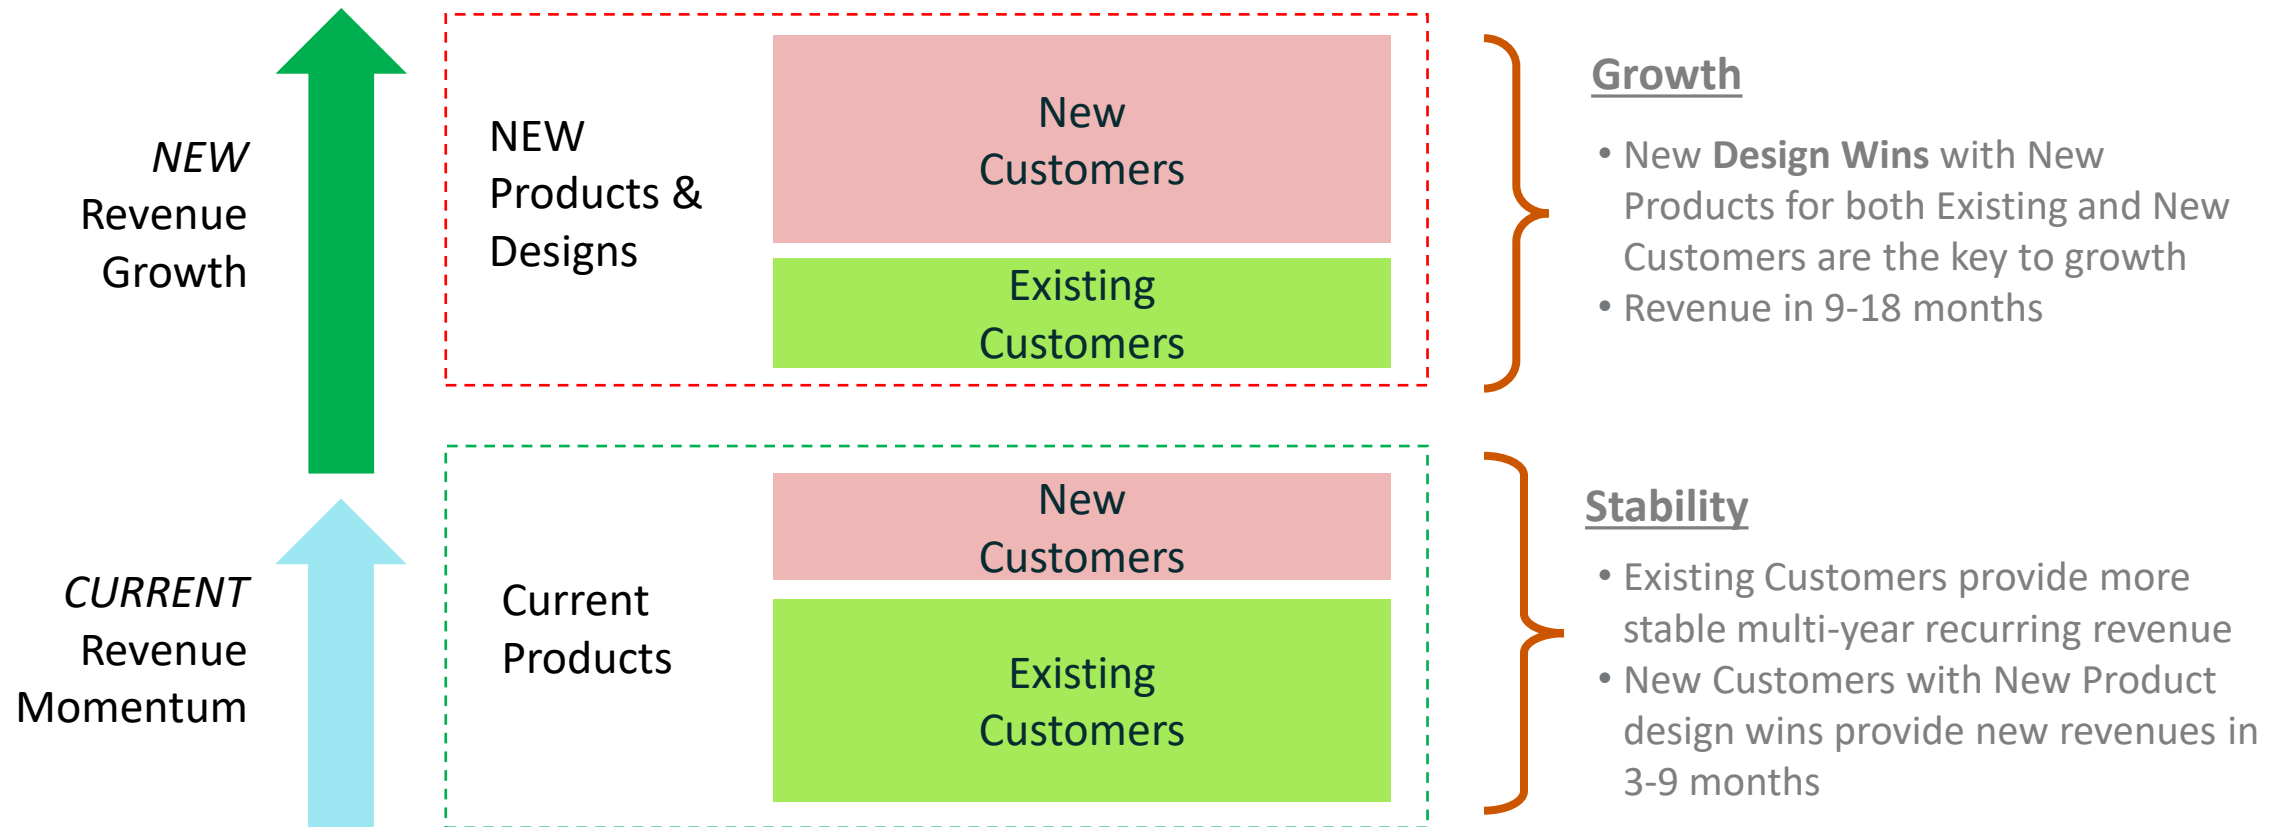 NEW
Revenue
Growth
NEW
Products &
Designs
New
Customers
Existing
Customers
Growth
• New Design Wins with New
Products for both Existing and New
Customers are the key to growth
• Revenue in 9-18 months
CURRENT
Revenue
Momentum
Current
Products
New
Customers
Existing
Customers
Stability
• Existing Customers provide more
stable multi-year recurring revenue
• New Customers with New Product
design wins provide new revenues in
3-9 months